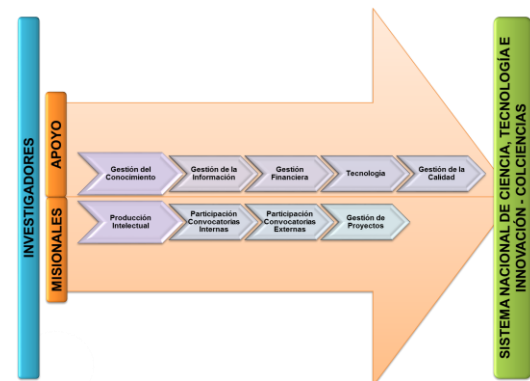 INVESTIGADORES
APOYO
MISIONALES
Gestión del
Conocimiento
Gestión de la
Información
Gestión
Financiera
Tecnología
Gestión de la
Calidad
Producción
Intelectual
Participación
Convocatorias
Internas
Participación
Convocatorias
Externas
Gestión de
Proyectos
SISTEMA NACIONAL DE CIENCIA, TECNOLOGÍA E
INNOVACIÓN - COLCIENCIAS